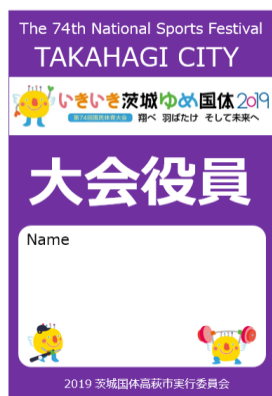 The 74th National Sports Festival
TAKAHAGI CITY
いきいき茨城ゆめ国体2019
第74回国民体育大会 翔べ 羽ばたけ そして未来へ
大会役員
Name
2019 茨城国体高萩市実行委員会